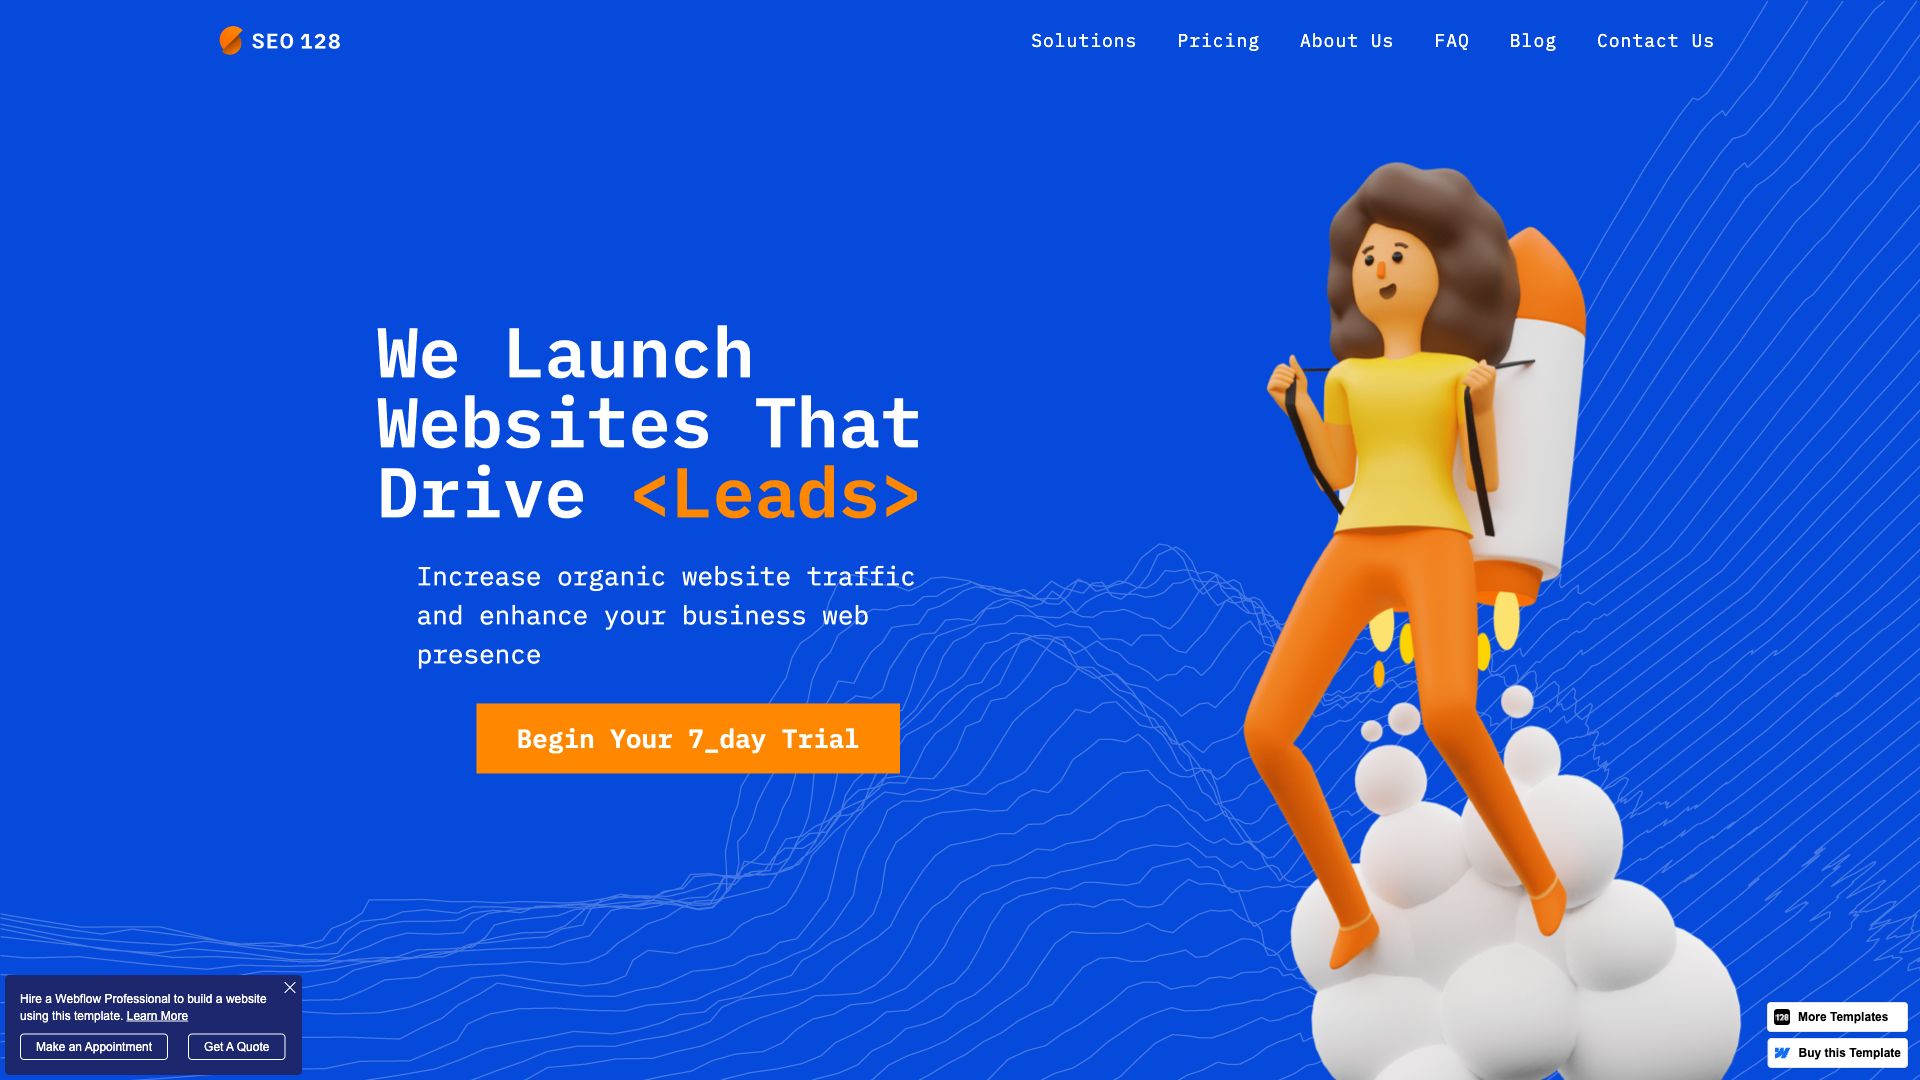 SEO 128
Solutions
Pricing
About Us
FAQ
Blog
Contact Us
We Launch
Websites That
Drive <Leads>
Increase organic website traffic
and enhance your business web
presence
Begin Your 7_day Trial
Hire a Webflow Professional to build a website
using this template. Learn More
Make an Appointment
Get A Quote
128
More Templates
Buy this Template